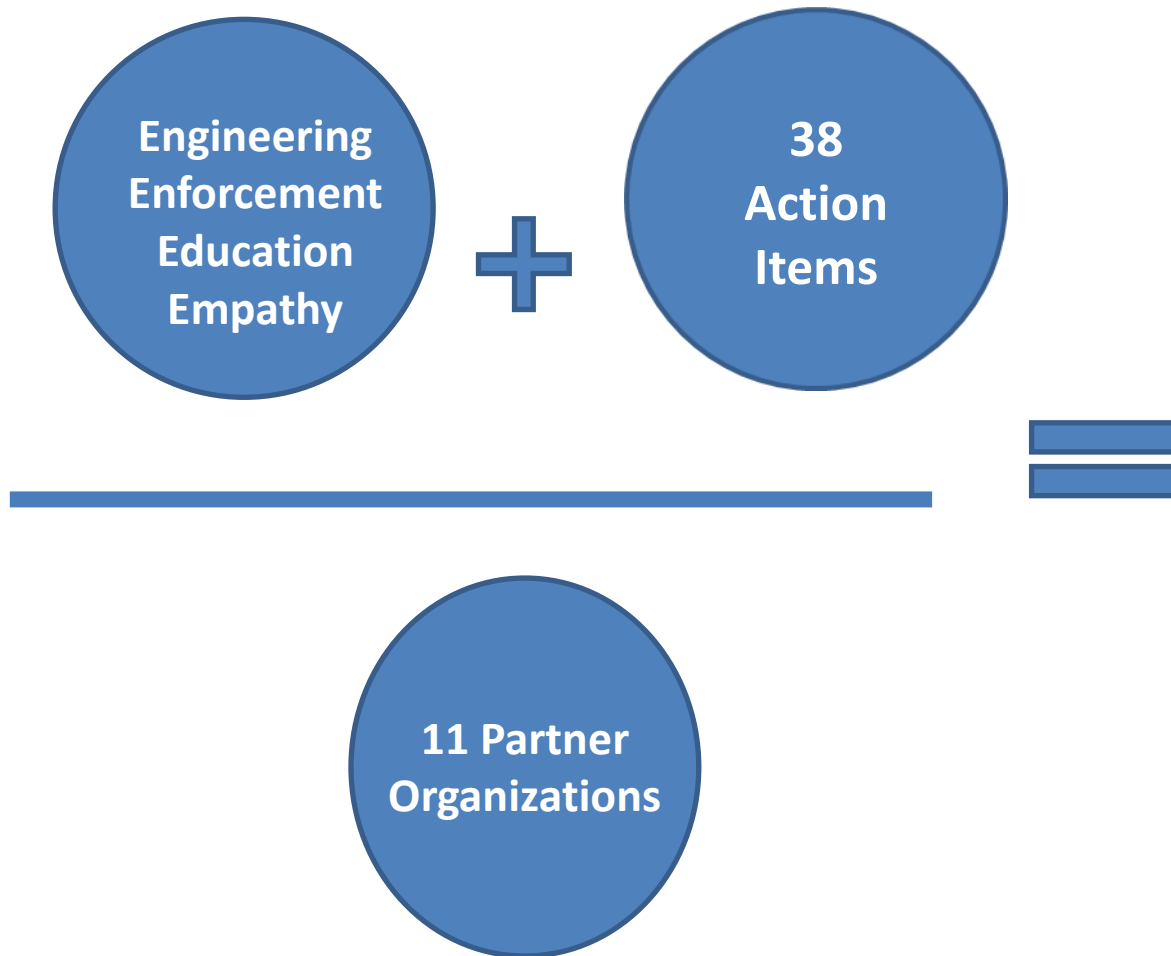 Engineering
Enforcement
Education
Empathy
38
Action
Items
11 Partner
Organizations